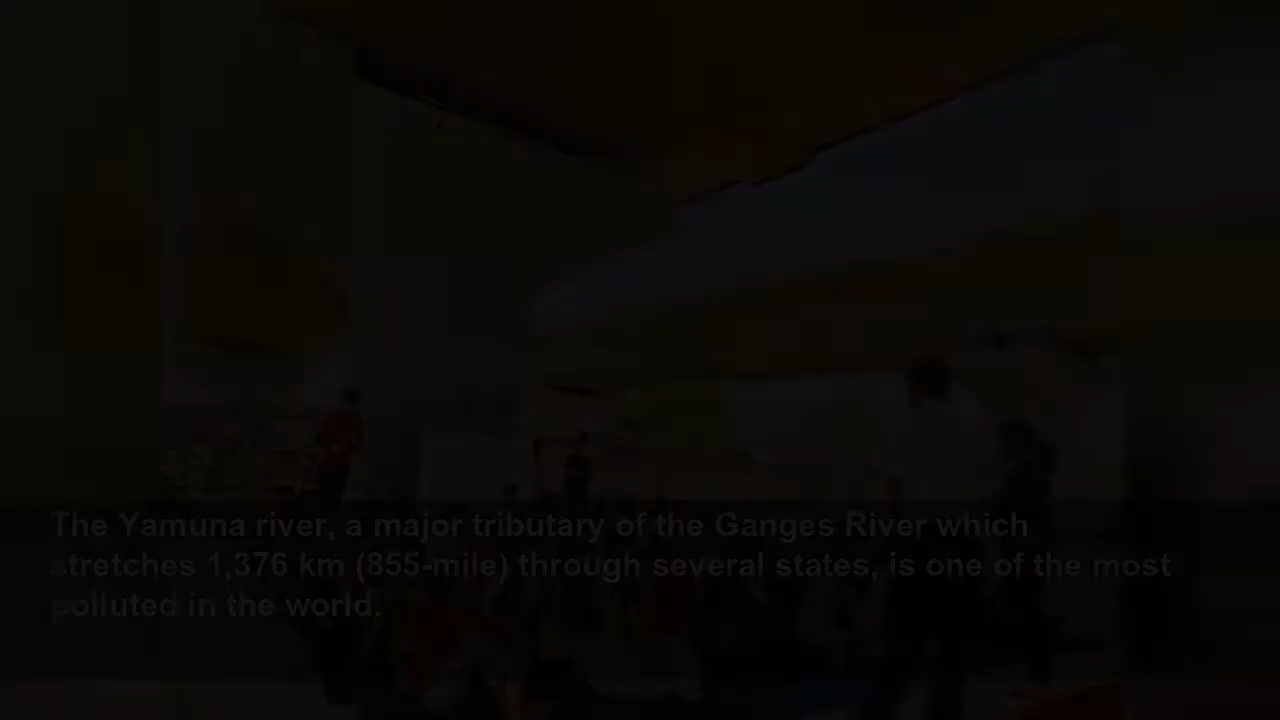 The Yamuna river, a major tributary of the Ganges River which
stretches 1,376 km (855-mile) through several states, is one of the most
polluted in the world.